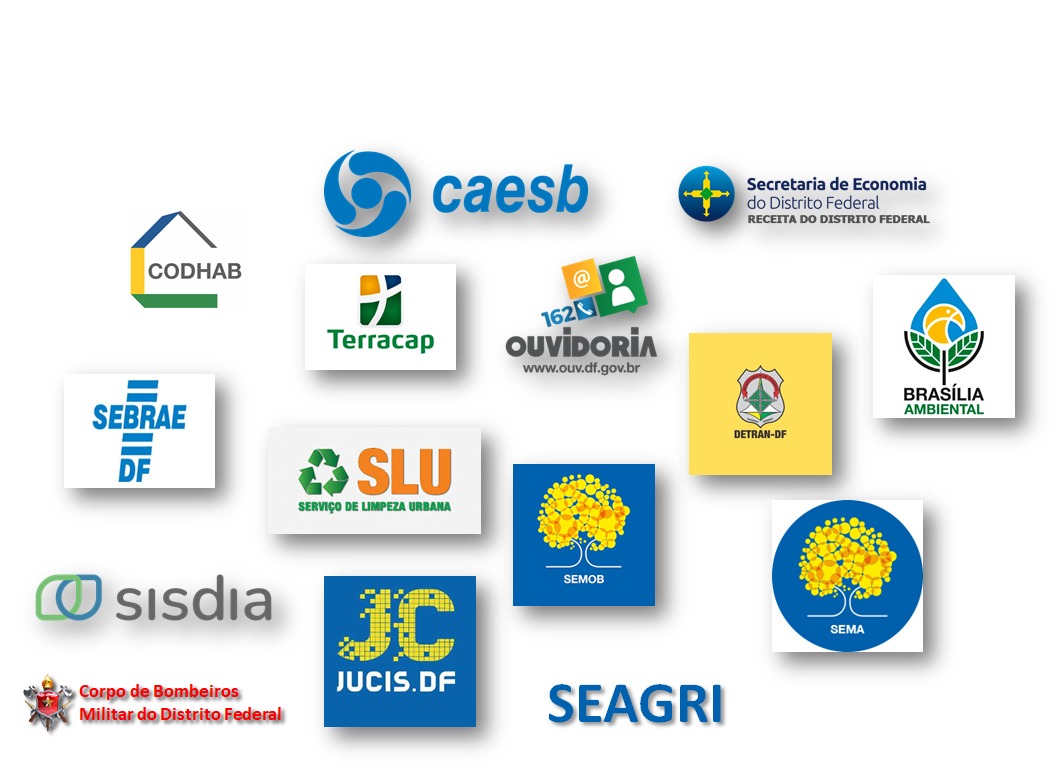 caesb
Secretaria de Economia
do Distrito Federal
RECEITA DO DISTRITO FEDERAL
CODHAB
Terracap
@
162
OUVIDORIA
www.ouv.df.gov.br
BRASÍLIA
AMBIENTAL
DETRAN-DF
SEBRAE
DF
SLU
SERVIÇO DE LIMPEZA URBANA
SEMOB
SEMA
sısdıa
JC
JUCIS.DF
Corpo de Bombeiros
Militar do Distrito Federal
SEAGRI